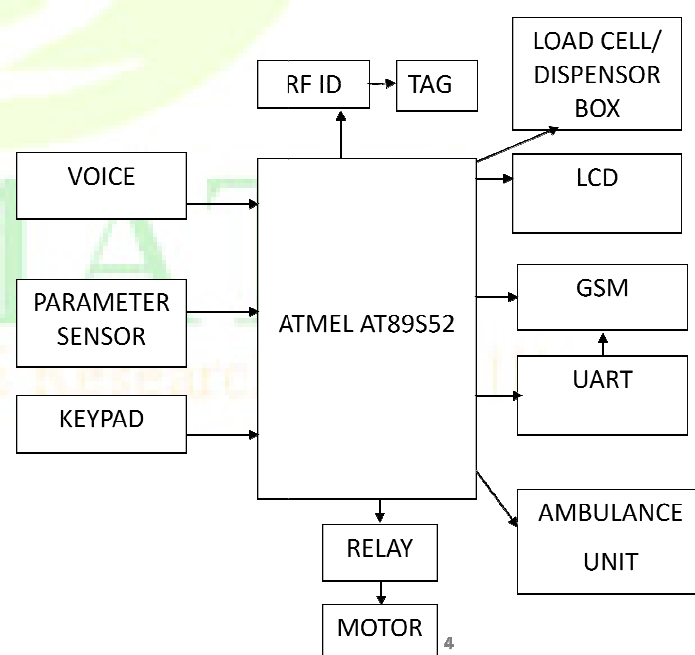 LOAD CELL/
DISPENSOR
BOX
RF ID
TAG
VOICE
LCD
PARAMETER
SENSOR
ATMEL AT89S52
GSM
UART
KEYPAD
AMBULANCE
UNIT
RELAY
MOTOR
4